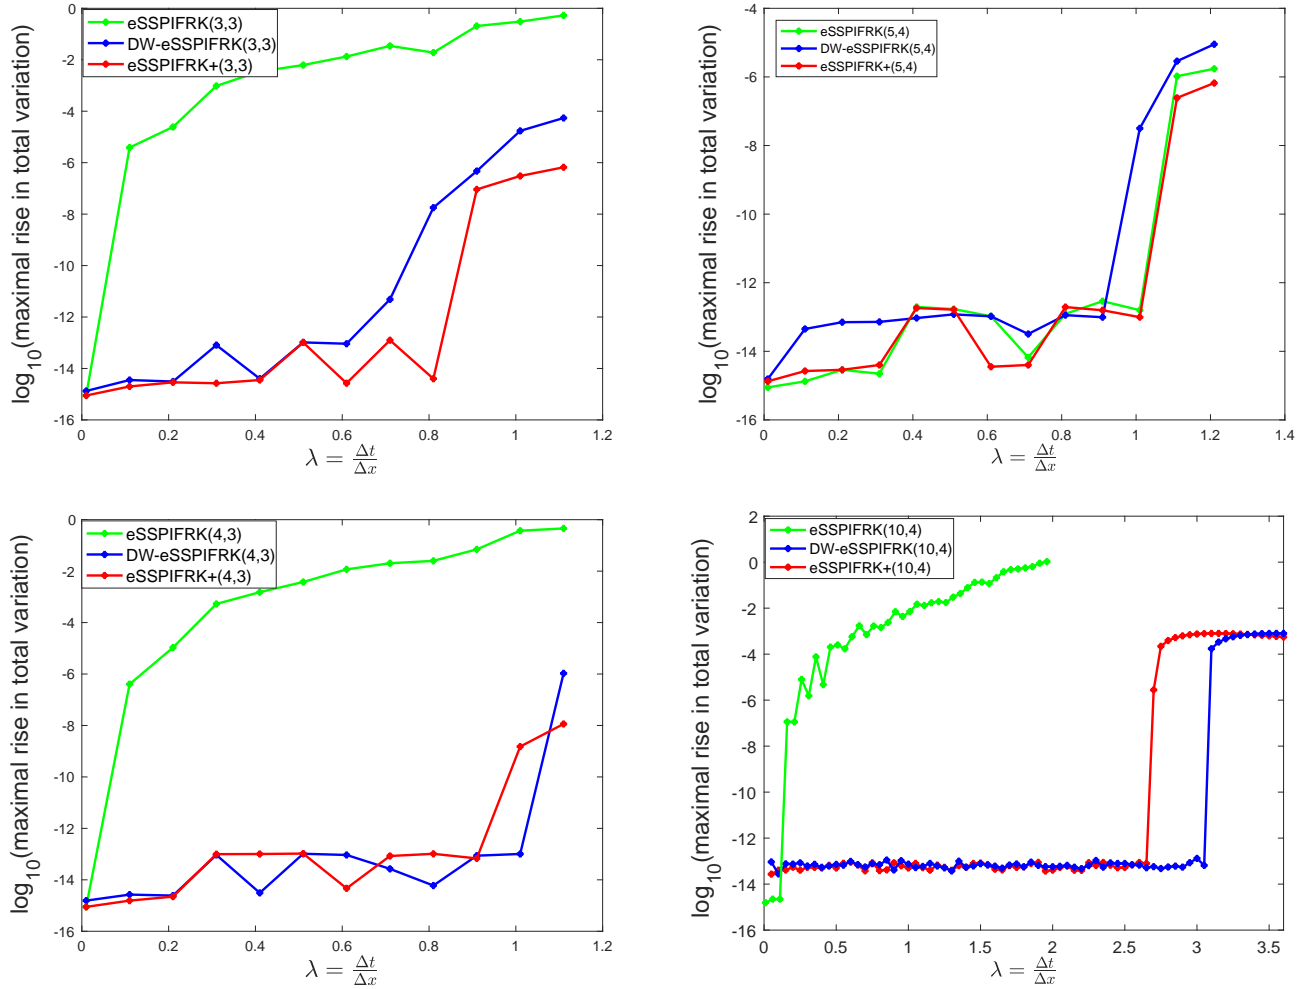 log10(maximal rise in total variation)
0
-2
-4
-6
-8
-10
-12
-14
-16
eSSPIFRK(3,3)
DW-eSSPIFRK(3,3)
eSSPIFRK+(3,3)
0 0.2 0.4 0.6 0.8 1 1.2
λ = Δt/Δx
log10(maximal rise in total variation)
-4
-6
-8
-10
-12
-14
-16
eSSPIFRK(5,4)
DW-eSSPIFRK(5,4)
eSSPIFRK+(5,4)
0 0.2 0.4 0.6 0.8 1 1.2 1.4
λ = Δt/Δx
log10(maximal rise in total variation)
0
-2
-4
-6
-8
-10
-12
-14
-16
eSSPIFRK(4,3)
DW-eSSPIFRK(4,3)
eSSPIFRK+(4,3)
0 0.2 0.4 0.6 0.8 1 1.2
λ = Δt/Δx
log10(maximal rise in total variation)
2
0
-2
-4
-6
-8
-10
-12
-14
-16
eSSPIFRK(10,4)
DW-eSSPIFRK(10,4)
eSSPIFRK+(10,4)
0 0.5 1 1.5 2 2.5 3 3.5
λ = Δt/Δx